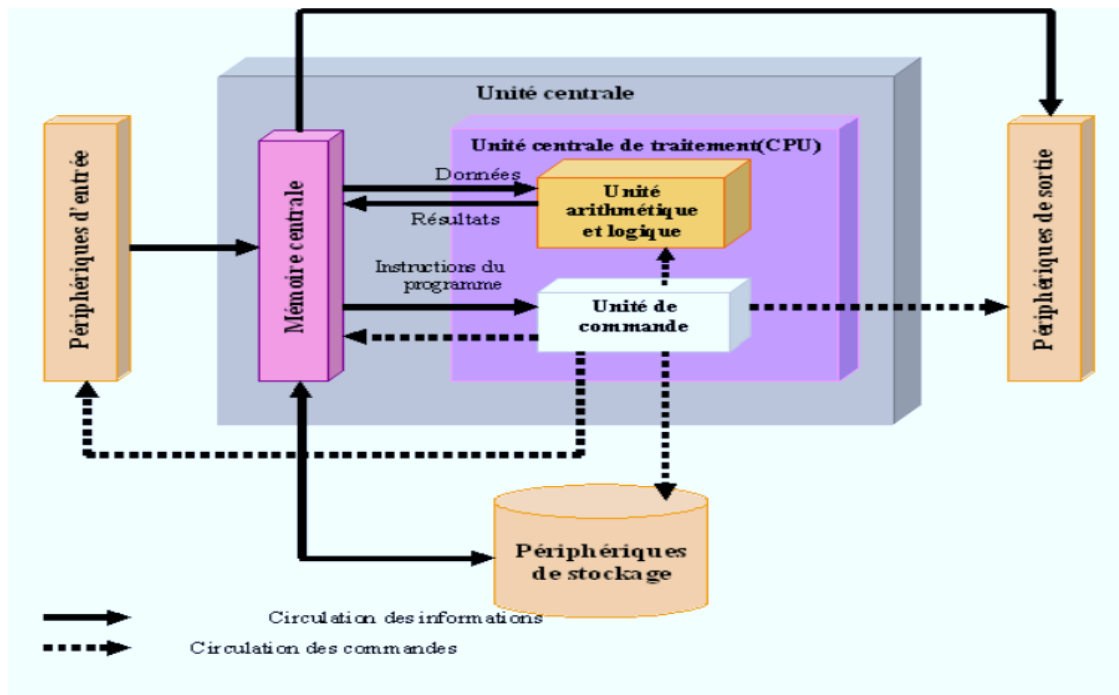 Unité centrale
Unité centrale de traitement(CPU)
Périphériques d'entrée
Mémoire centrale
Données
Résultats
Unité
arithmétique
et logique
Instructions du
programme
Unité de
commande
Périphériques de sortie
Périphériques
de stockage
Circulation des informations
Circulation des commandes